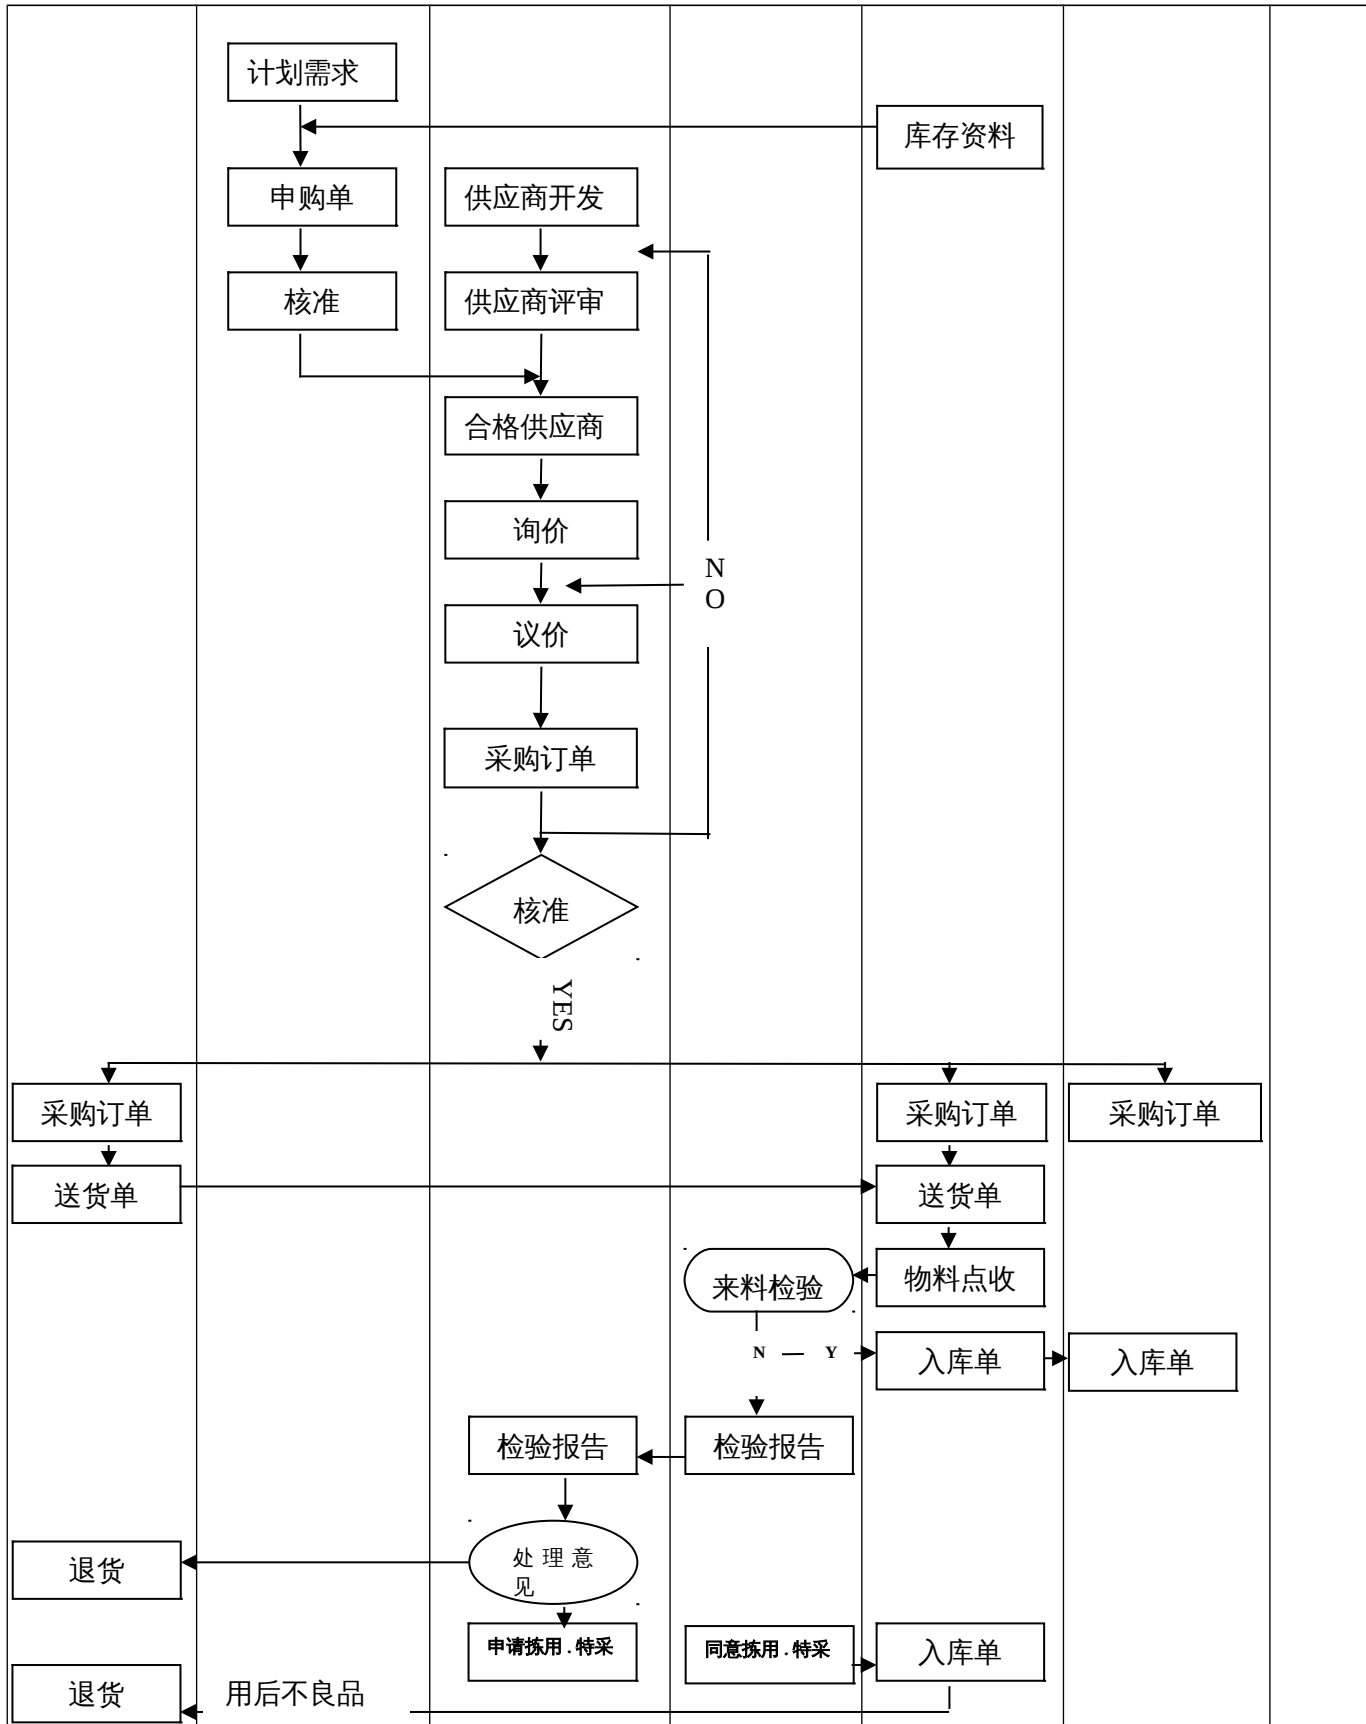 计划需求
库存资料
申购单
供应商开发
核准
供应商评审
合格供应商
询价
N
O
议价
采购订单
核准
YES
采购订单
采购订单
采购订单
送货单
送货单
来料检验
物料点收
N
Y
入库单
入库单
检验报告
检验报告
处理意
见
退货
申请拣用.特采
同意拣用.特采
入库单
退货
用后不良品